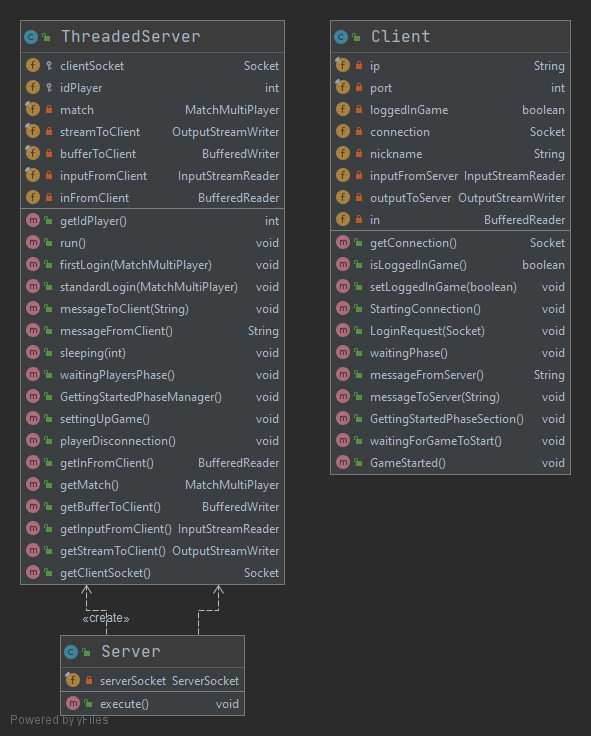 ThreadedServer
clientSocket Socket
idPlayer int
match MatchMultiPlayer
streamToClient OutputStreamWriter
bufferToClient BufferedWriter
inputFromClient InputStreamReader
inFromClient BufferedReader
getIdPlayer() int
run() void
firstLogin(MatchMultiPlayer) void
standardLogin(MatchMultiPlayer) void
messageToClient(String) void
messageFromClient() String
sleeping(int) void
waitingPlayersPhase() void
GettingStartedPhaseManager() void
settingUpGame() void
playerDisconnection() void
getInFromClient() BufferedReader
getMatch() MatchMultiPlayer
getBufferToClient() BufferedWriter
getInputFromClient() InputStreamReader
getStreamToClient() OutputStreamWriter
getClientSocket() Socket
Client
ip String
port int
loggedInGame boolean
connection Socket
nickname String
inputFromServer InputStreamReader
outputToServer OutputStreamWriter
in BufferedReader
getConnection() Socket
isLoggedInGame() boolean
setLoggedInGame(boolean) void
StartingConnection() void
LoginRequest(Socket) void
waitingPhase() void
messageFromServer() String
messageToServer(String) void
GettingStartedPhaseSection() void
waitingForGameToStart() void
GameStarted() void
«create»
Server
serverSocket ServerSocket
execute() void
Powered by yFiles